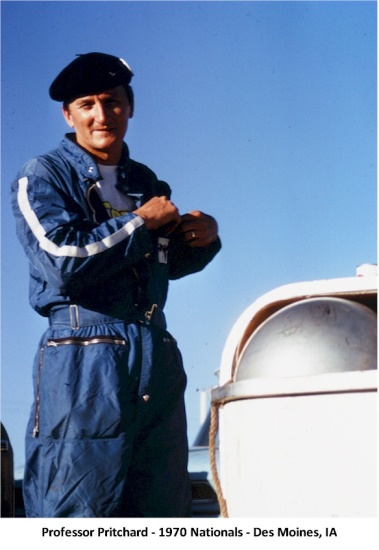 Professor Pritchard - 1970 Nationals - Des Moines, IA